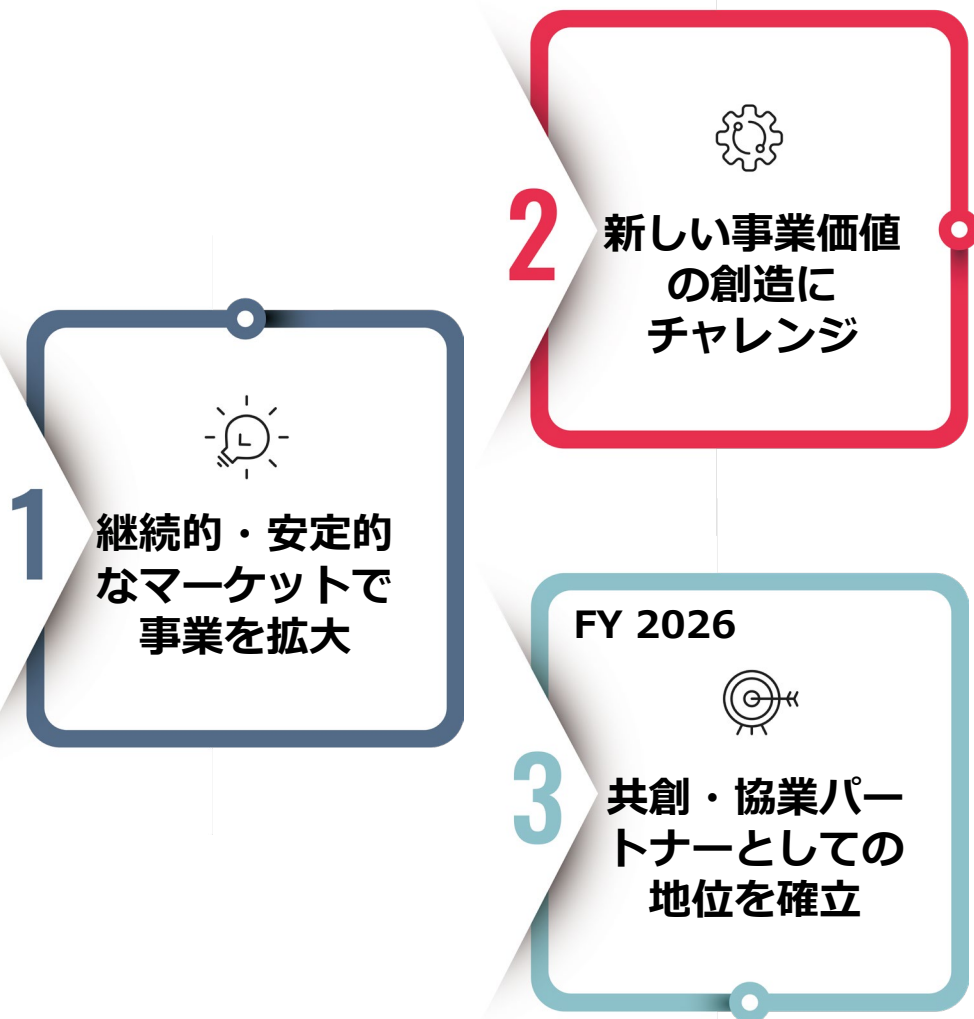 1
継続的・安定的
なマーケットで
事業を拡大
2
新しい事業価値
の創造に
チャレンジ
3
FY 2026
共創・協業パー
トナーとしての
地位を確立